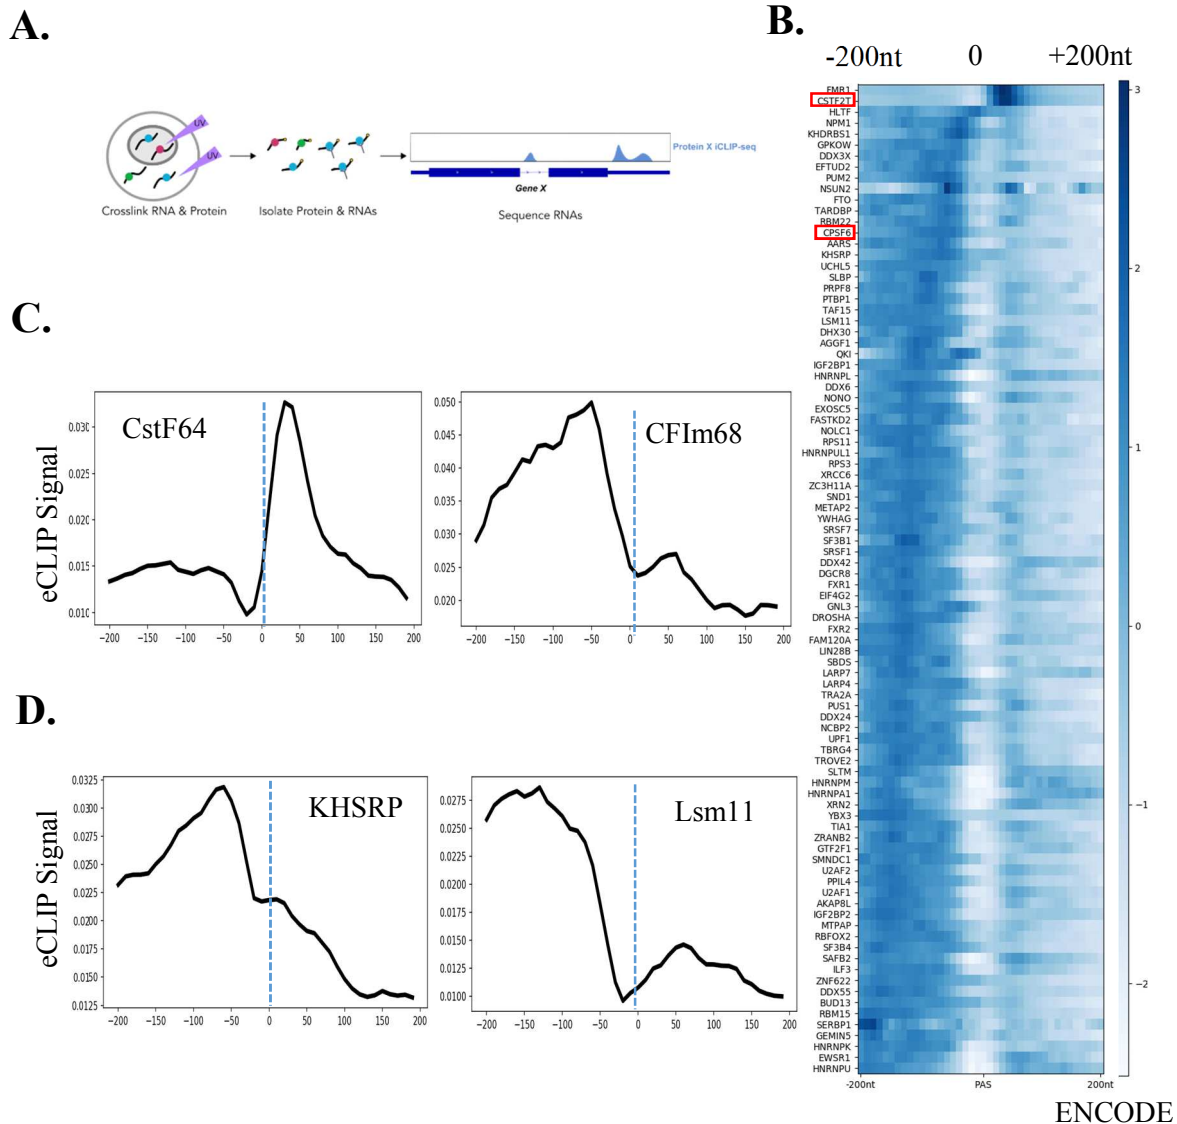 A.
UV
UV
Crosslink RNA & Protein
Isolate Protein & RNAs
Protein X iCLIP-seq
Gene X
Sequence RNAs
B.
-200nt 0 +200nt
FMR1
CSTF2T
HLTF
NPM1
KHDRBS1
GPKOW
DDX3X
EFTUD2
PUM2
NSUN2
FTO
TARDBP
RBM22
CPSF6
AARS
KHSRP
UCHL5
SLBP
PRPF8
PTBP1
TAF15
LSM11
DHX30
AGGF1
QKI
IGF2BP1
HNRNPL
DDX6
NONO
EXOSC5
FASTKD2
NOLC1
RPS11
HNRNPUL1
RPS3
XRCC6
ZC3H11A
SND1
METAP2
YWHAG
SRSF7
SF3B1
SRSF1
DDX42
DGCR8
FXR1
EIF4G2
GNL3
DROSHA
FXR2
FAM120A
LIN28B
SBDS
LARP7
LARP4
TRA2A
PUS1
DDX24
NCBP2
UPF1
TBRG4
TROVE2
SLTM
HNRNPM
HNRNPA1
XRN2
YBX3
TIA1
ZRANB2
GTF2F1
SMNDC1
U2AF2
PPIL4
U2AF1
AKAP8L
IGF2BP2
MTPAP
RBFOX2
SF3B4
SAFB2
ILF3
ZNF622
DDX55
BUD13
RBM15
SERBP1
GEMIN5
HNRNPK
EWSR1
HNRNPU
-200nt PAS 200nt
3
2
1
0
−1
−2
ENCODE
C.
eCLIP Signal
CstF64
0.030
0.025
0.020
0.015
0.010
−200 −150 −100 −50 0 50 100 150 200
CFIm68
0.050
0.045
0.040
0.035
0.030
0.025
0.020
−200 −150 −100 −50 0 50 100 150 200
D.
eCLIP Signal
KHSRP
0.0325
0.0300
0.0275
0.0250
0.0225
0.0200
0.0175
0.0150
0.0125
−200 −150 −100 −50 0 50 100 150 200
Lsm11
0.0275
0.0250
0.0225
0.0200
0.0175
0.0150
0.0125
0.0100
−200 −150 −100 −50 0 50 100 150 200